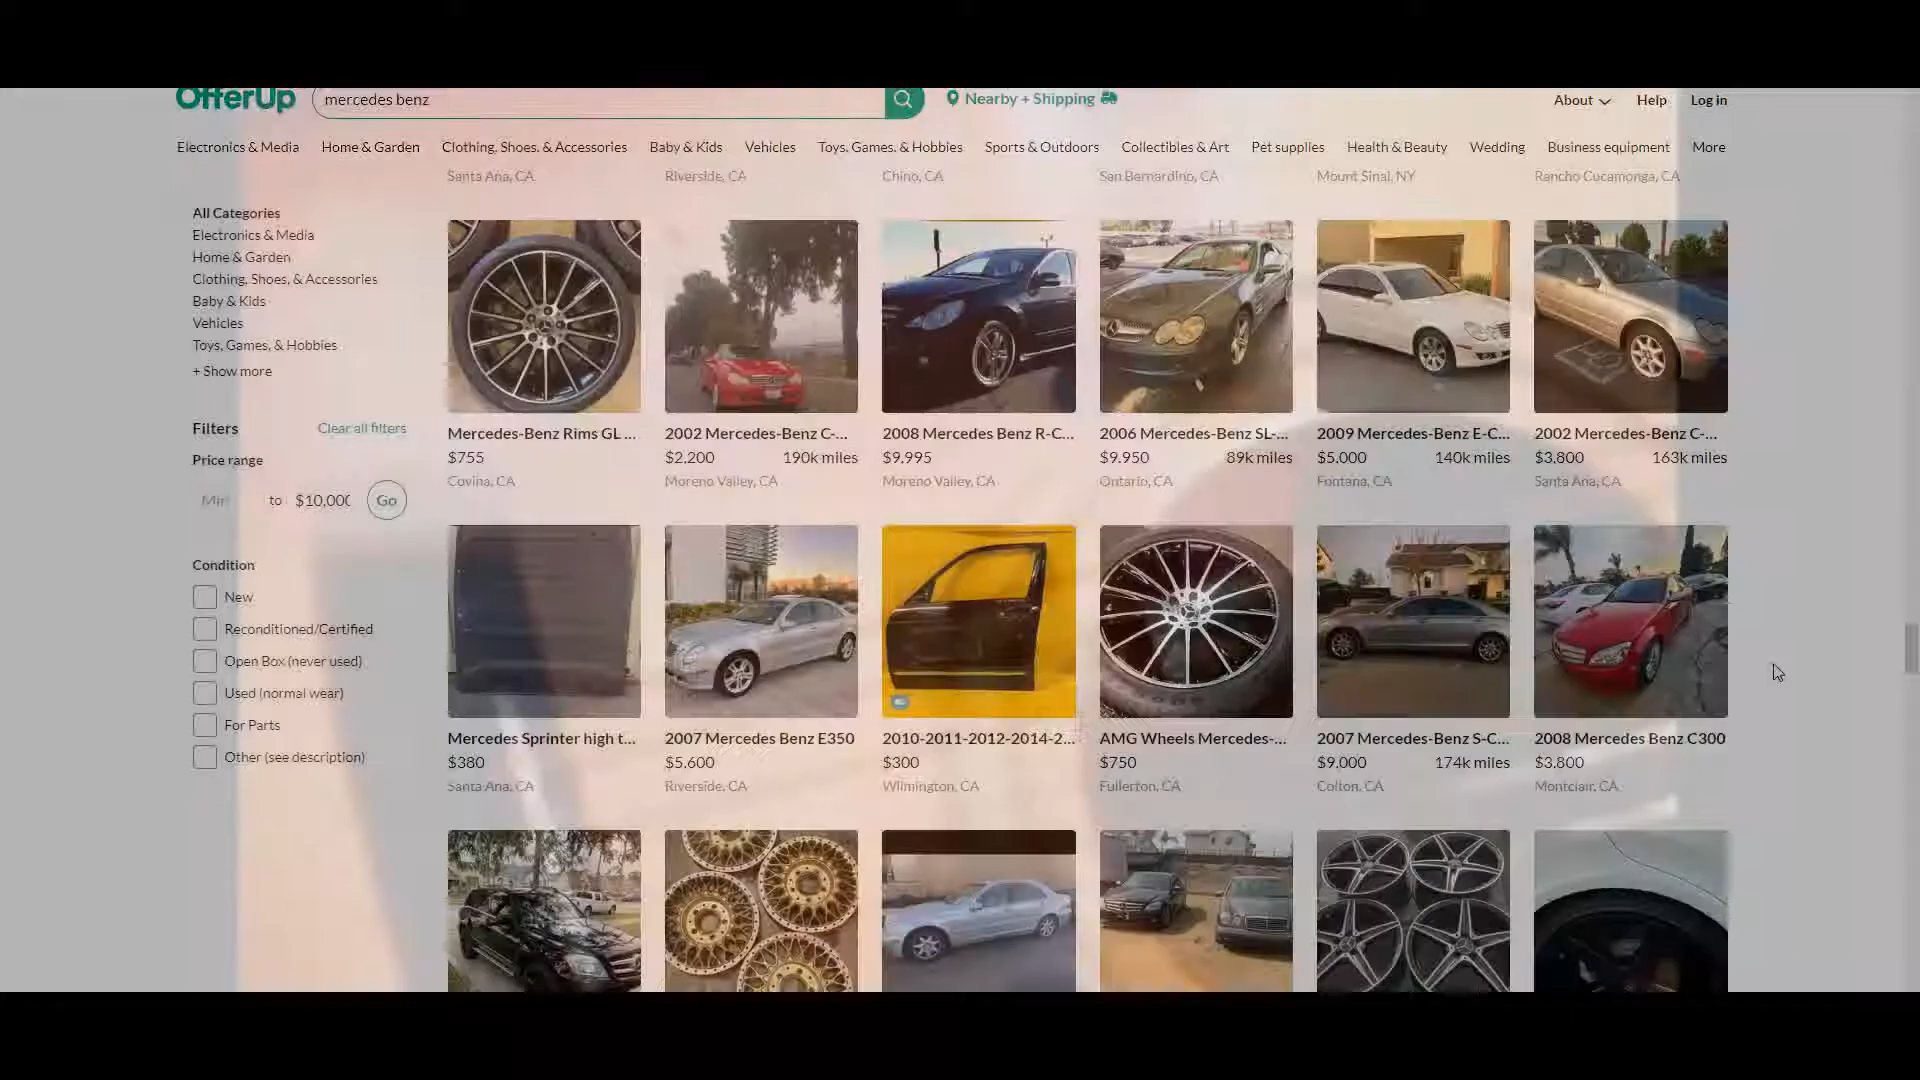 OfferUp
mercedes benz
Nearby + Shipping
About
Help
Log in
Electronics & Media
Home & Garden
Clothing, Shoes, & Accessories
Baby & Kids
Vehicles
Toys, Games, & Hobbies
Sports & Outdoors
Collectibles & Art
Pet supplies
Health & Beauty
Wedding
Business equipment
More
Santa Ana, CA
Riverside, CA
Chino, CA
San Bernardino, CA
Mount Sinai, NY
Rancho Cucamonga, CA
All Categories
Electronics & Media
Home & Garden
Clothing, Shoes, & Accessories
Baby & Kids
Vehicles
Toys, Games, & Hobbies
+ Show more
Filters
Clear all filters
Price range
Min
to
$10,000
Go
Condition
New
Reconditioned/Certified
Open Box (never used)
Used (normal wear)
For Parts
Other (see description)
Mercedes-Benz Rims GL ...
$755
Covina, CA
2002 Mercedes-Benz C-...
$2,200
190k miles
Moreno Valley, CA
2008 Mercedes Benz R-C...
$9,995
Moreno Valley, CA
2006 Mercedes-Benz SL-...
$9,950
89k miles
Ontario, CA
2009 Mercedes-Benz E-C...
$5,000
140k miles
Fontana, CA
2002 Mercedes-Benz C-...
$3,800
163k miles
Santa Ana, CA
Mercedes Sprinter high t...
$380
Santa Ana, CA
2007 Mercedes Benz E350
$5,600
Riverside, CA
2010-2011-2012-2014-2...
$300
Wilmington, CA
AMG Wheels Mercedes-...
$750
Fullerton, CA
2007 Mercedes-Benz S-C...
$9,000
174k miles
Colton, CA
2008 Mercedes Benz C300
$3,800
Montclair, CA